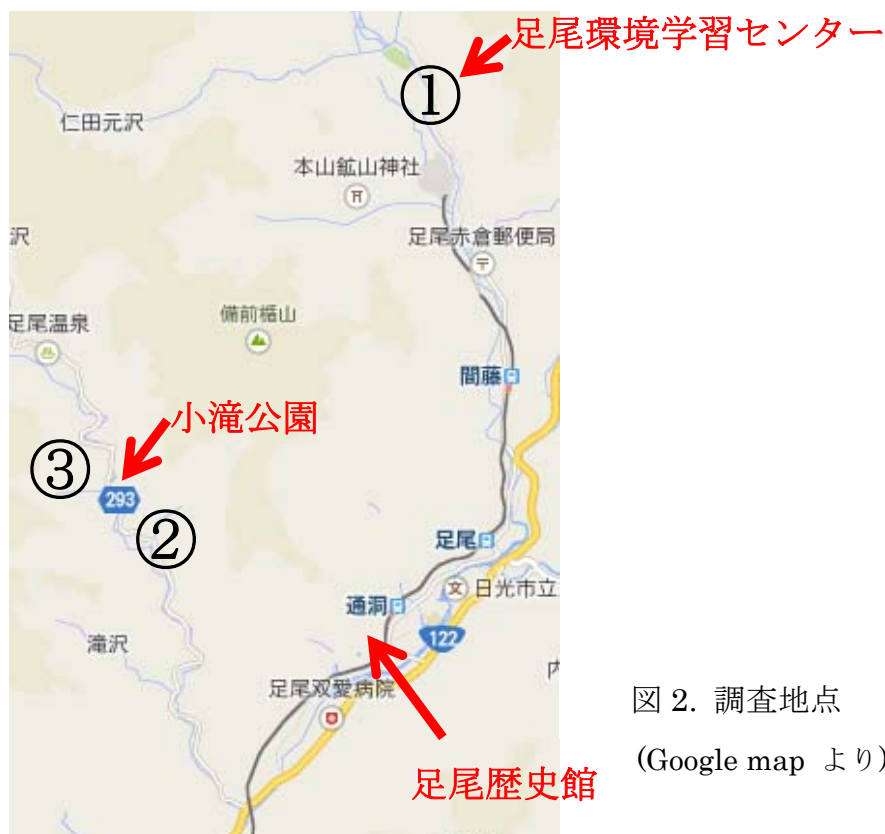 足尾環境学習センター
①
仁田元沢
本山鉱山神社
沢
足尾赤倉郵便局
備前楯山
足尾温泉
間藤
小滝公園
③
293
②
足尾
通洞
文
日光市立
122
滝沢
内
足尾双愛病院
足尾歴史館
図 2. 調査地点
(Google map より)